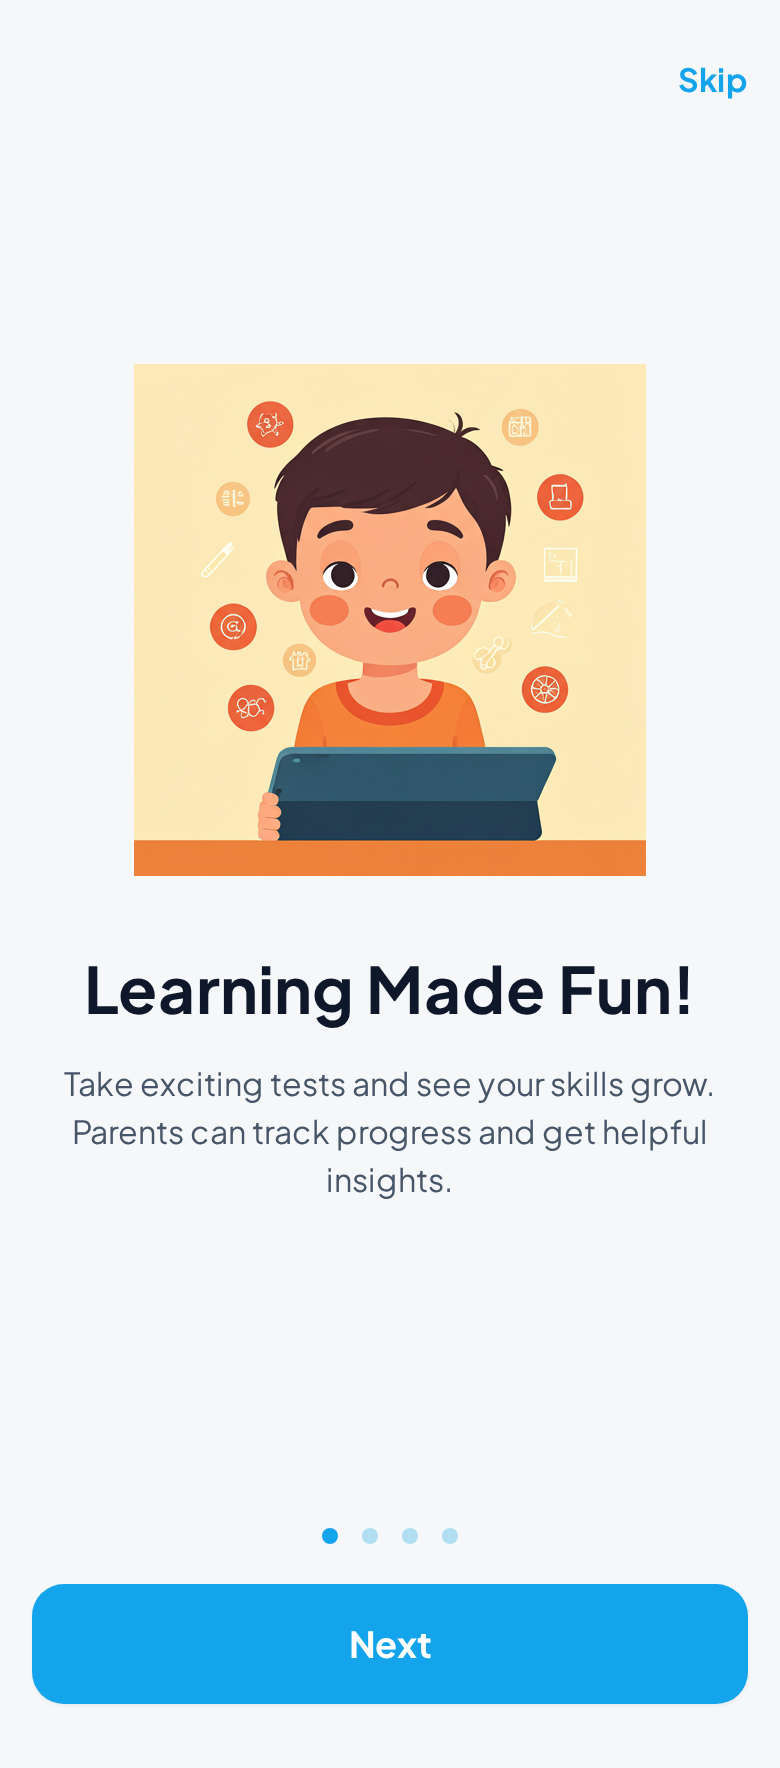 Skip
Learning Made Fun!
Take exciting tests and see your skills grow.
Parents can track progress and get helpful
insights.
Next